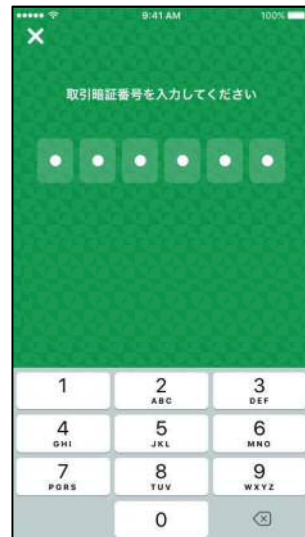 9:41 AM
100%
取引暗証番号を入力してください
1
2
ABC
3
DEF
4
GHI
5
JKL
6
MNO
7
PQRS
8
TUV
9
WXYZ
0